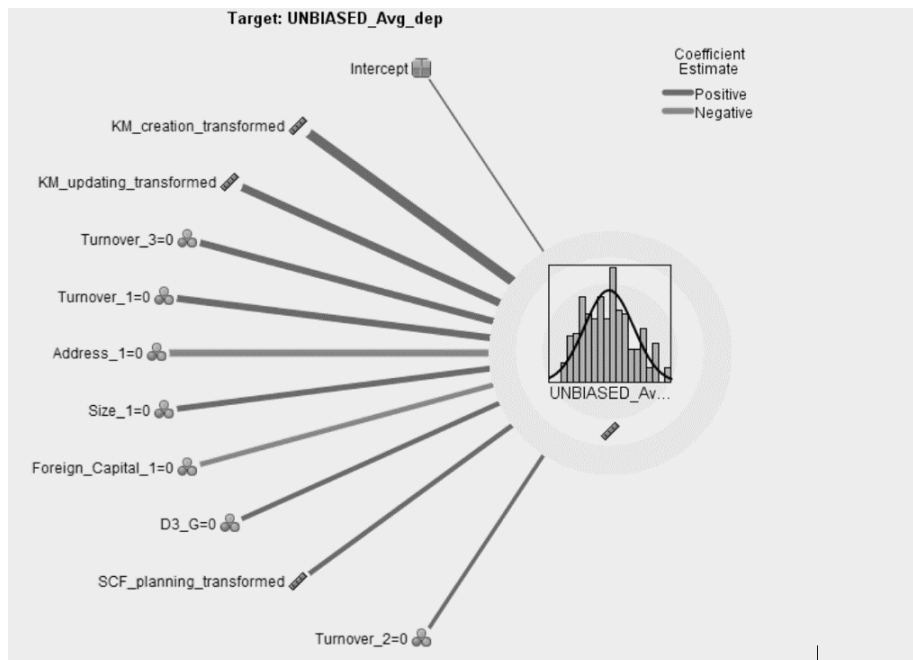 Target: UNBIASED_Avg_dep
Coefficient
Estimate
Positive
Negative
Intercept
KM_creation_transformed
KM_updating_transformed
Turnover_3=0
Turnover_1=0
Address_1=0
Size_1=0
Foreign_Capital_1=0
D3_G=0
SCF_planning_transformed
Turnover_2=0
UNBIASED_Av...